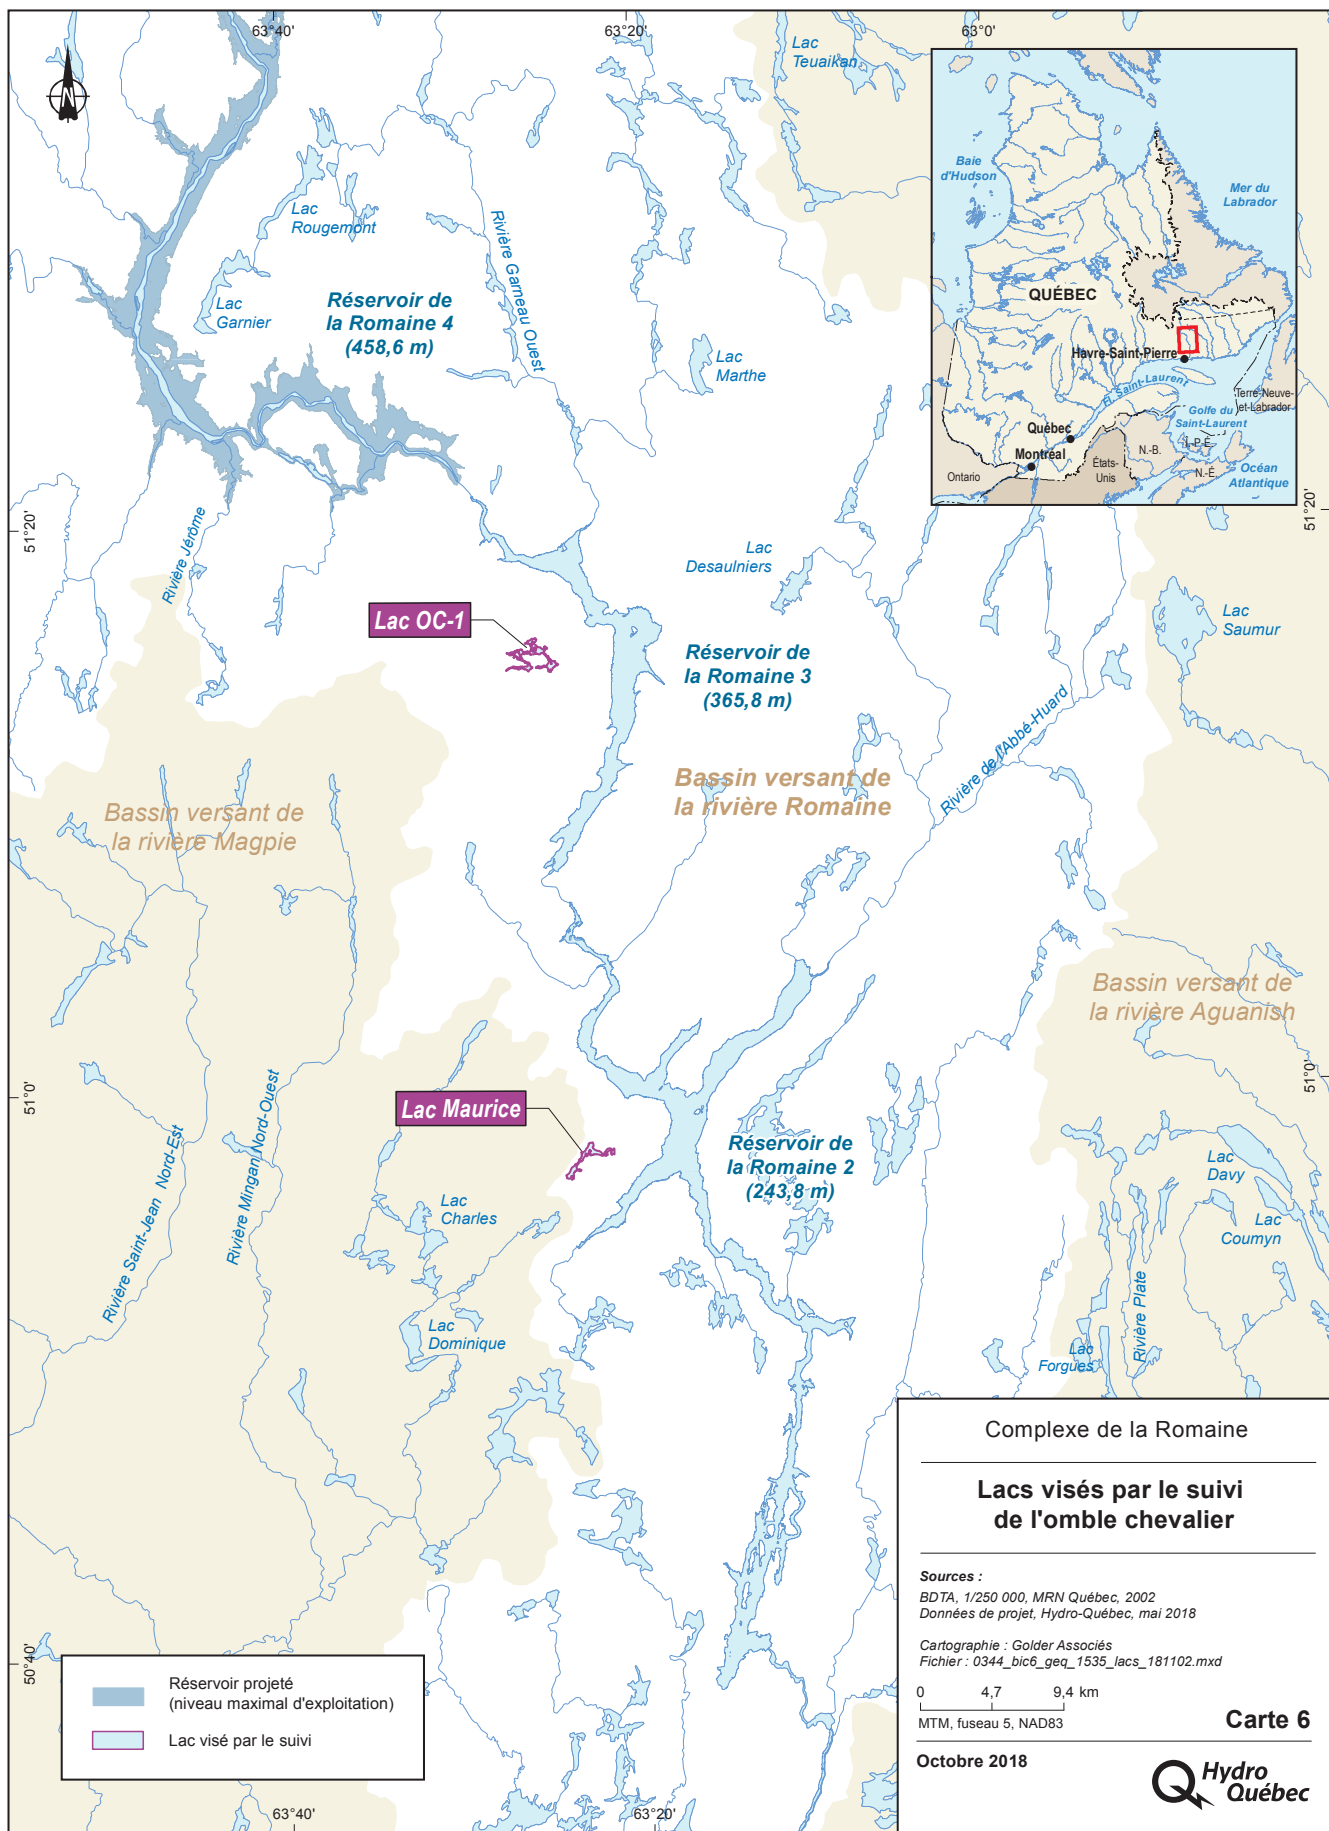 63°40'
63°20'
63°0'
Lac
Teuaikan
Lac
Rougemont
Rivière Garneau Ouest
Lac
Garnier
Réservoir de
la Romaine 4
(458,6 m)
Lac
Marthe
Baie
d'Hudson
Mer du
Labrador
QUÉBEC
Havre-Saint-Pierre
Fl. Saint-Laurent
Terre-Neuve-
et-Labrador
Golfe du
Saint-Laurent
Québec
Montréal
Î.-P.-É.
N.-B.
N.-É.
États-
Unis
Ontario
Océan
Atlantique
51°20'
51°20'
Rivière Jérôme
Lac
Desaulniers
Lac OC-1
Lac
Saumur
Réservoir de
la Romaine 3
(365,8 m)
Rivière de l'Abbé-Huard
Bassin versant de
la rivière Romaine
Bassin versant de
la rivière Magpie
Bassin versant de
la rivière Aguanish
51°0'
51°0'
Lac Maurice
Rivière Saint-Jean Nord-Est
Rivière Mingan Nord-Ouest
Réservoir de
la Romaine 2
(243,8 m)
Lac
Davy
Lac
Charles
Lac
Coumyn
Rivière Plate
Lac
Dominique
Lac
Forgues
50°40'
Complexe de la Romaine
Lacs visés par le suivi
de l'omble chevalier
Sources :
BDTA, 1/250 000, MRN Québec, 2002
Données de projet, Hydro-Québec, mai 2018
Cartographie : Golder Associés
Fichier : 0344_bic6_geq_1535_lacs_181102.mxd
0 4,7 9,4 km
MTM, fuseau 5, NAD83
Carte 6
Octobre 2018
Hydro
Québec
Réservoir projeté
(niveau maximal d'exploitation)
Lac visé par le suivi
63°40'
63°20'
N